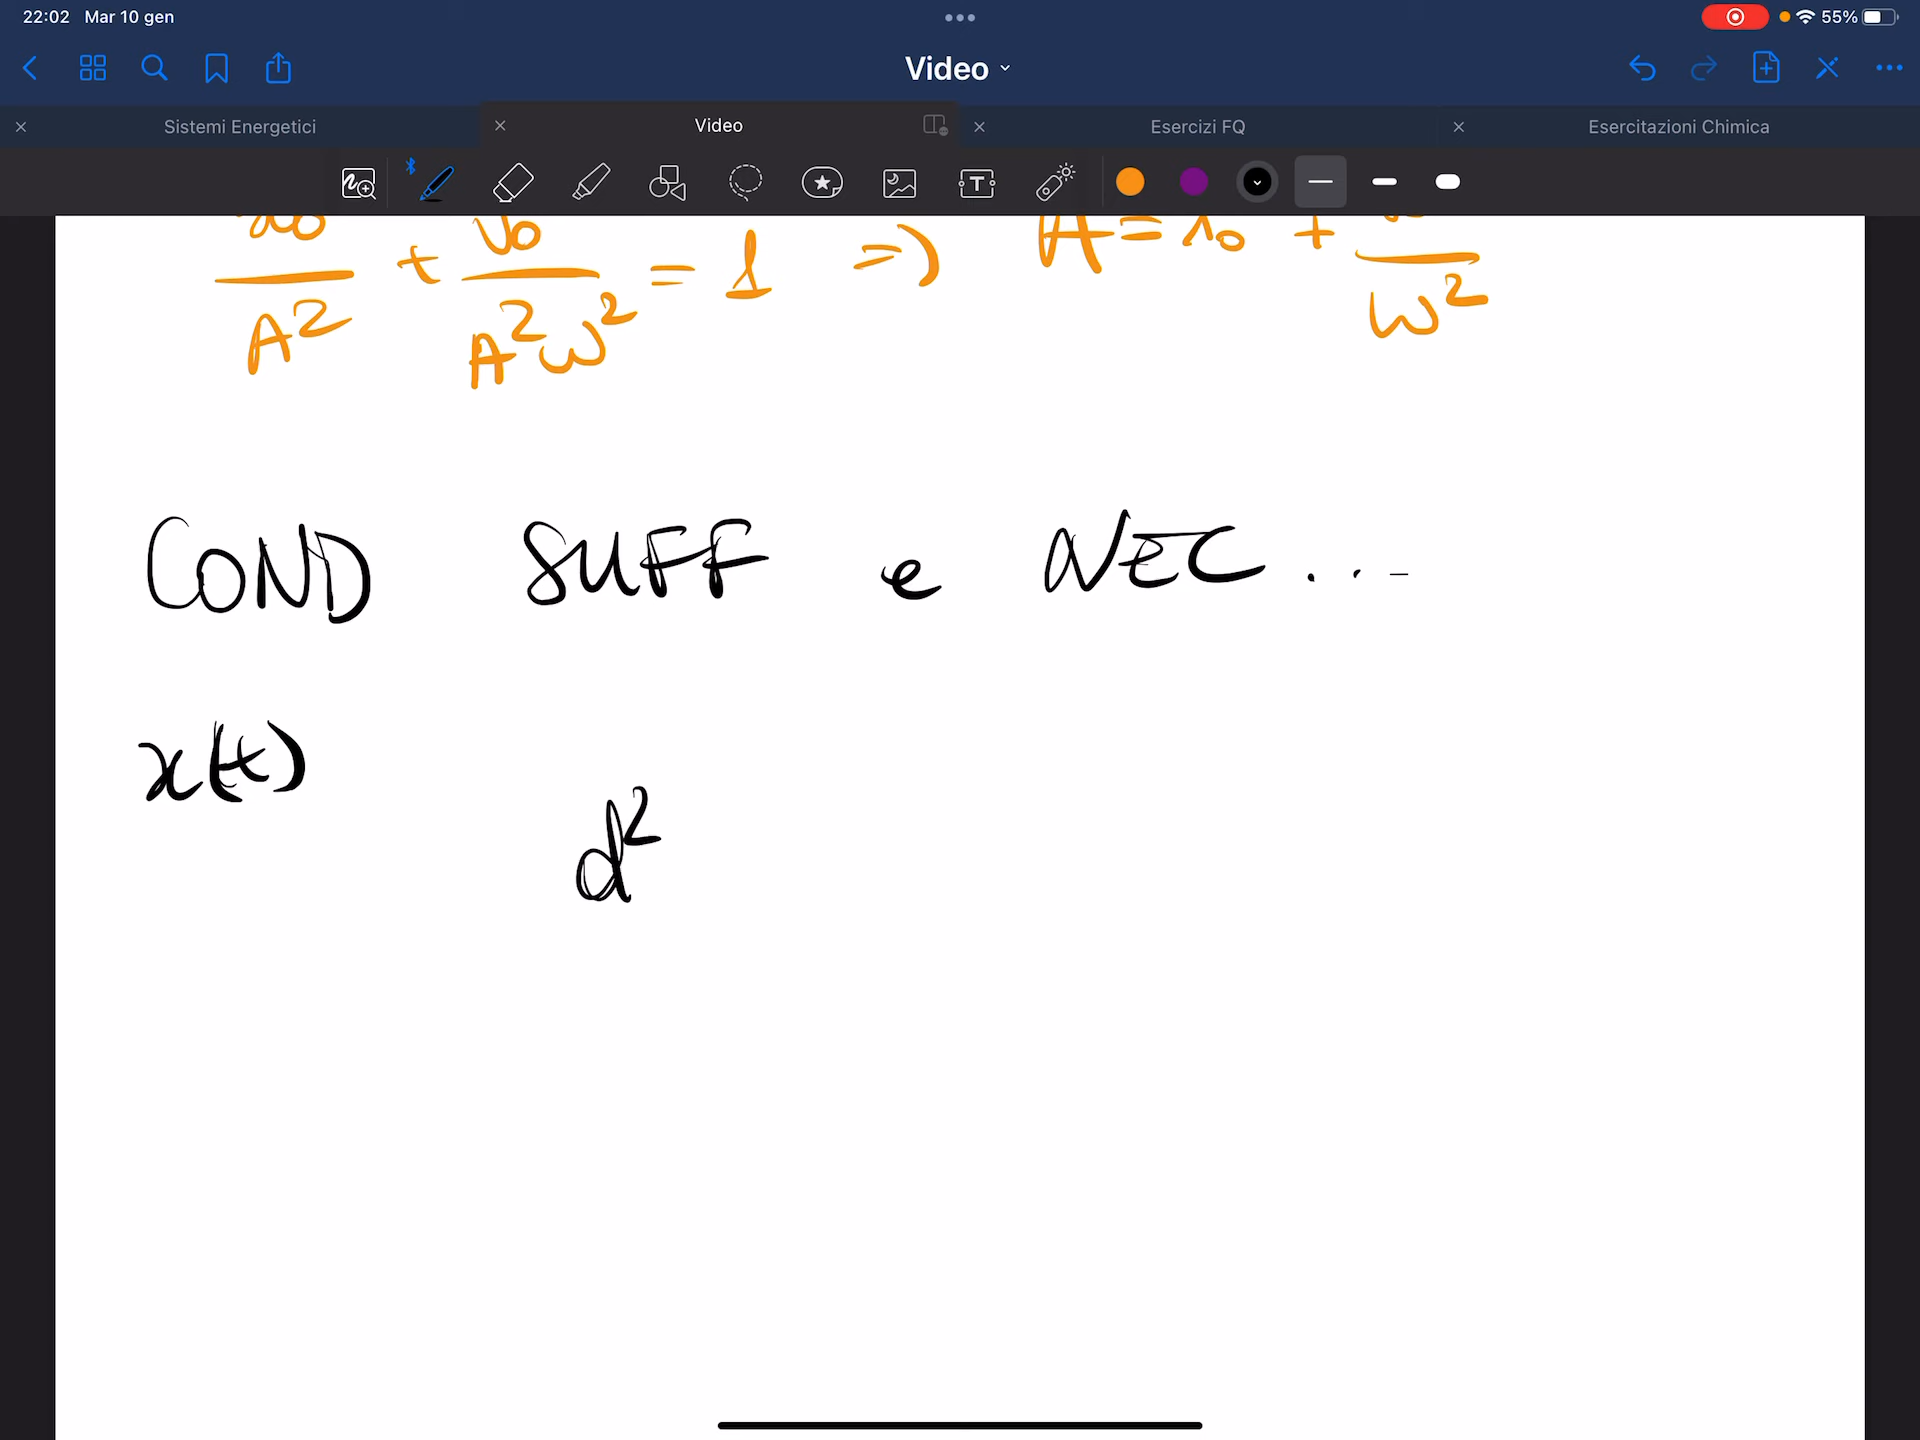 22:02 Mar 10 gen 55%
Video
Sistemi Energetici Video Esercizi FQ Esercitazioni Chimica
x0/A² + v0/A²ω² = 1 => A = x0 + /ω²
COND SUFF e NEC ...
x(t)
d²